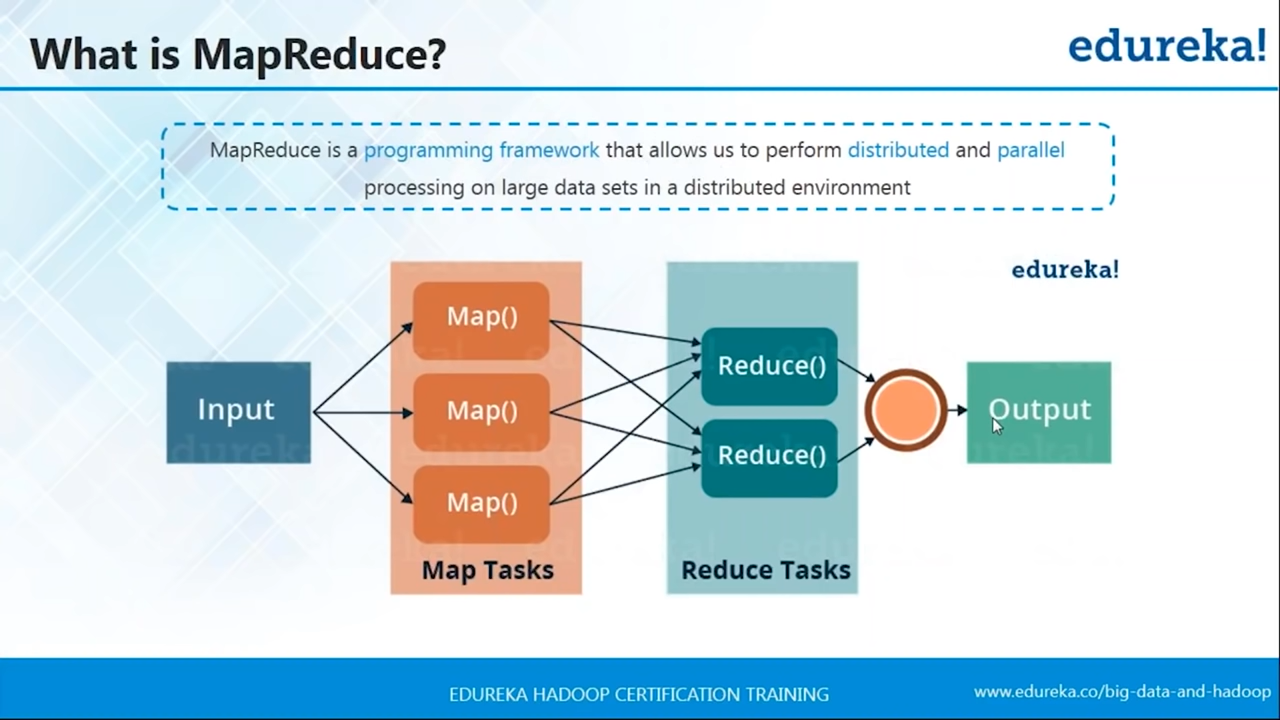 What is MapReduce?
edureka!
MapReduce is a programming framework that allows us to perform distributed and parallel
processing on large data sets in a distributed environment
edureka!
Map()
Map()
Map()
Reduce()
Reduce()
Input
Output
Map Tasks
Reduce Tasks
EDUREKA HADOOP CERTIFICATION TRAINING
www.edureka.co/big-data-and-hadoop